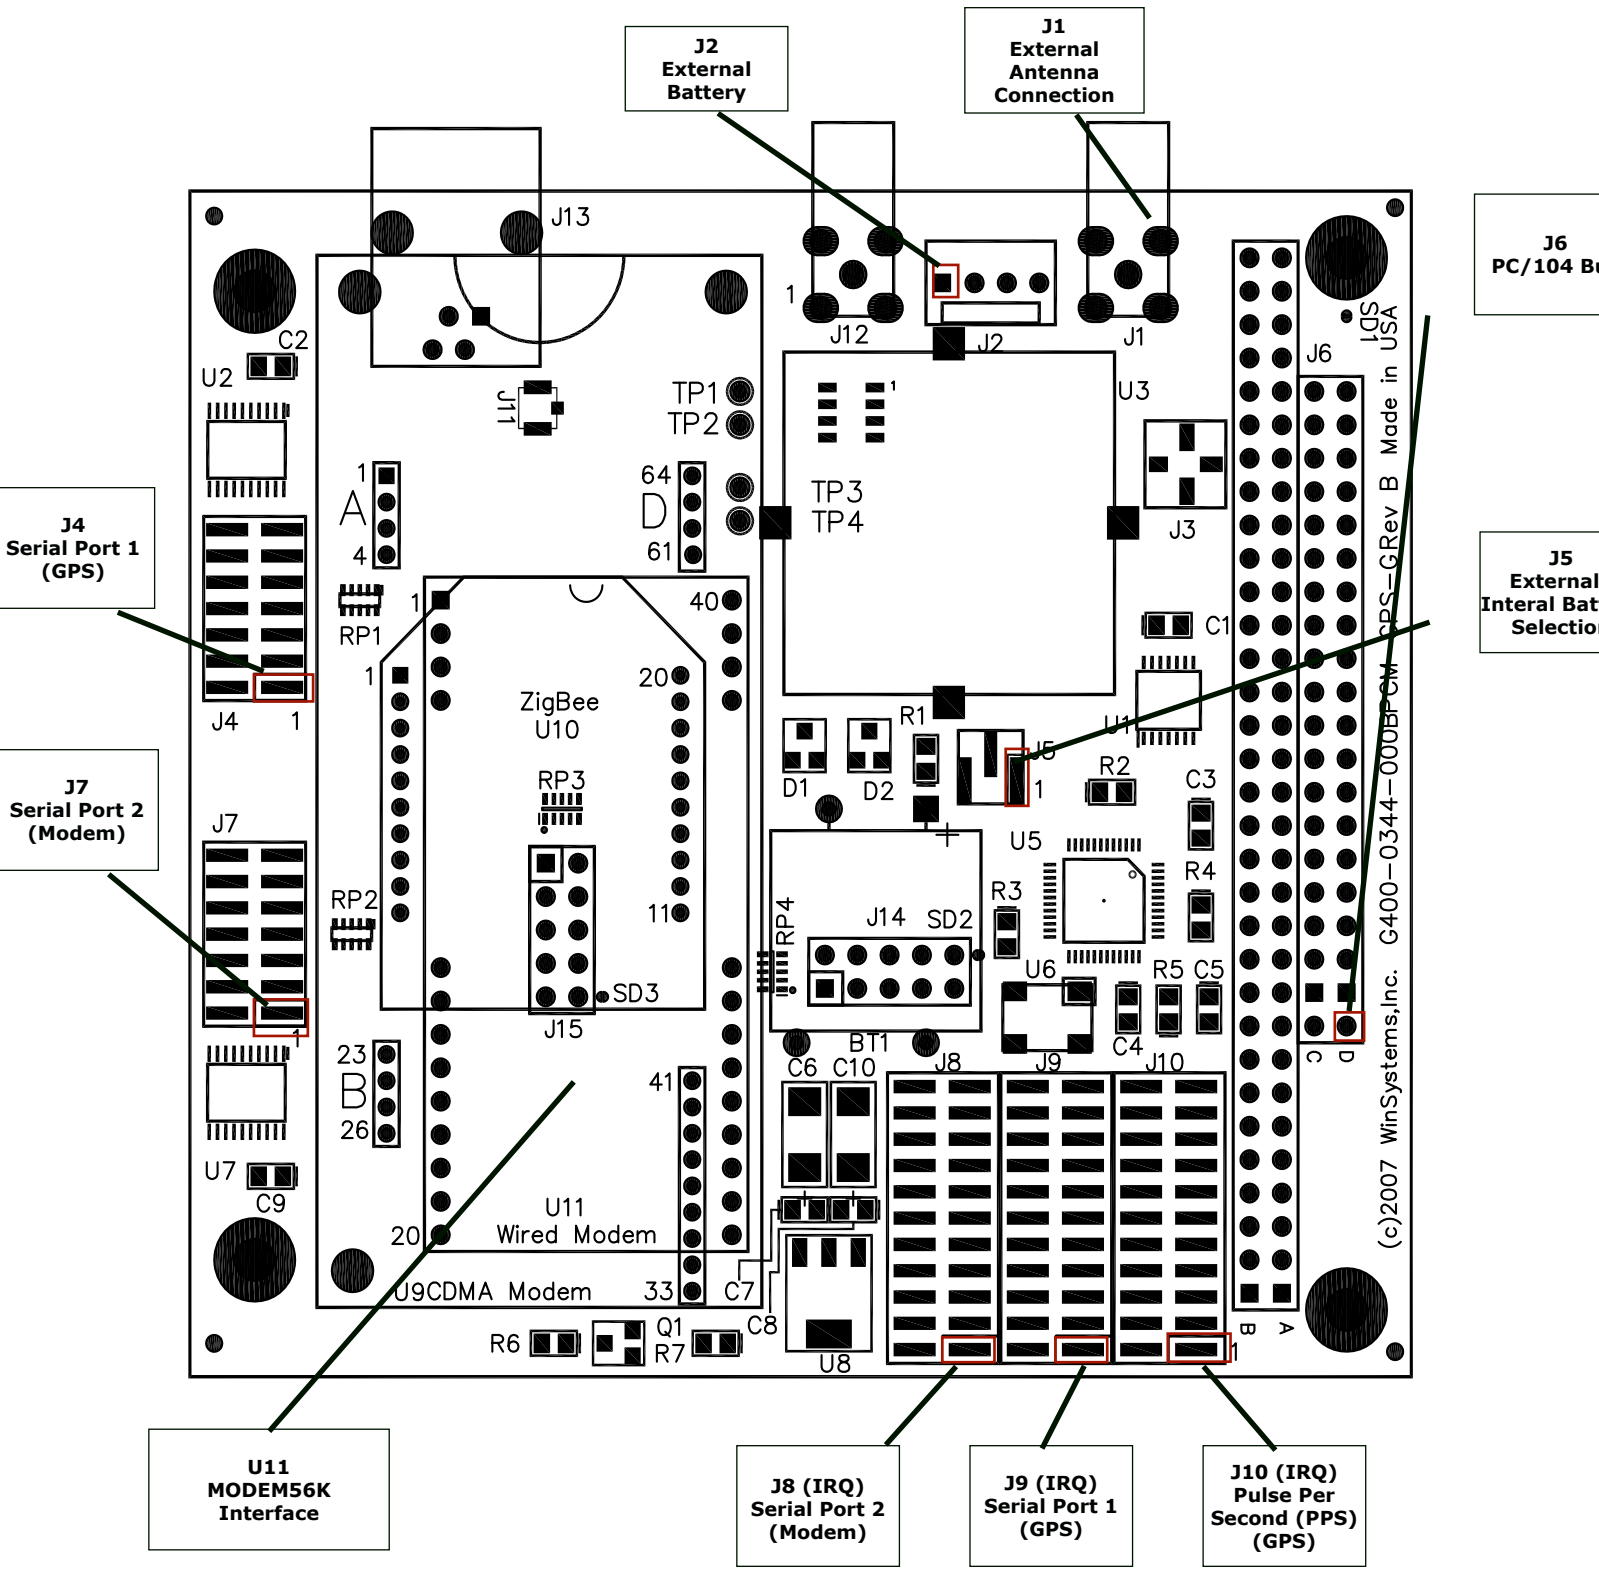 J2
External
Battery
J1
External
Antenna
Connection
J6
PC/104 Bu
J13
1
J12
J2
J1
SD1
J6
C2
U2
J11
TP1
TP2
1
U3
1
A
4
64
D
61
TP3
TP4
J3
J4
Serial Port 1
(GPS)
J5
External
Interal Bat
Selection
1
RP1
40
C1
1
20
ZigBee
U10
J4
1
R1
U1
J5
1
R2
C3
D1
D2
RP3
J7
Serial Port 2
(Modem)
J7
U5
R4
RP2
11
RP4
J14
SD2
R3
U6
R5
C5
SD3
J15
1
BT1
C4
C
D
23
B
26
41
C6
C10
J8
J9
J10
U7
C9
U11
Wired Modem
20
U9CDMA Modem
33
C7
C8
B
A
R6
Q1
R7
U8
1
(c)2007 WinSystems,Inc. G400-0344-000BPCM-GPS-GRev B Made in USA
U11
MODEM56K
Interface
J8 (IRQ)
Serial Port 2
(Modem)
J9 (IRQ)
Serial Port 1
(GPS)
J10 (IRQ)
Pulse Per
Second (PPS)
(GPS)